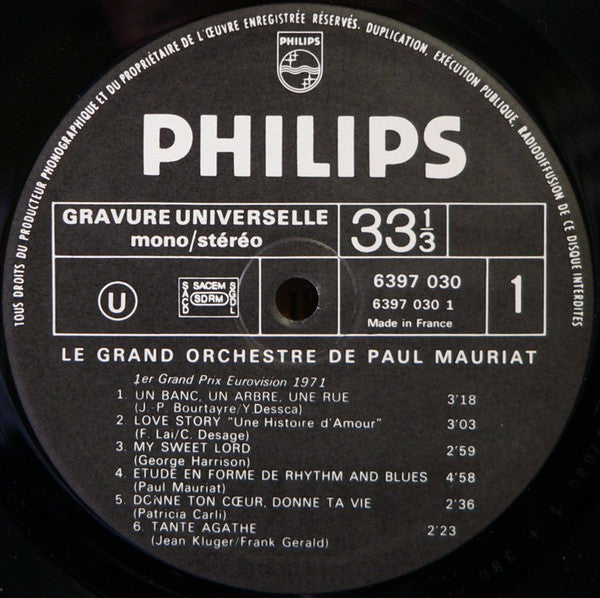 TOUS DROITS DU PRODUCTEUR PHONOGRAPHIQUE ET DU PROPRIÉTAIRE DE L'ŒUVRE ENREGISTRÉE RÉSERVÉS. DUPLICATION, EXÉCUTION PUBLIQUE, RADIODIFFUSION DE CE DISQUE INTERDITES
PHILIPS
PHILIPS
GRAVURE UNIVERSELLE
mono/stéréo
33 1/3
U
SACEM
SACD
SDRM
SGDL
6397 030
6397 030 1
Made in France
1
LE GRAND ORCHESTRE DE PAUL MAURIAT
1er Grand Prix Eurovision 1971
1 UN BANC, UN ARBRE, UNE RUE 3'18
(J.-P. Bourtayre/Y.Dessca)
2. LOVE STORY "Une Histoire d'Amour" 3'03
(F. Lai/C. Desage)
3. MY SWEET LORD 2'59
(George Harrison)
4. ETUDE EN FORME DE RHYTHM AND BLUES 4'58
(Paul Mauriat)
5. DONNE TON CŒUR, DONNE TA VIE 2'36
(Patricia Carli)
6. TANTE AGATHE 2'23
(Jean Kluger/Frank Gerald)